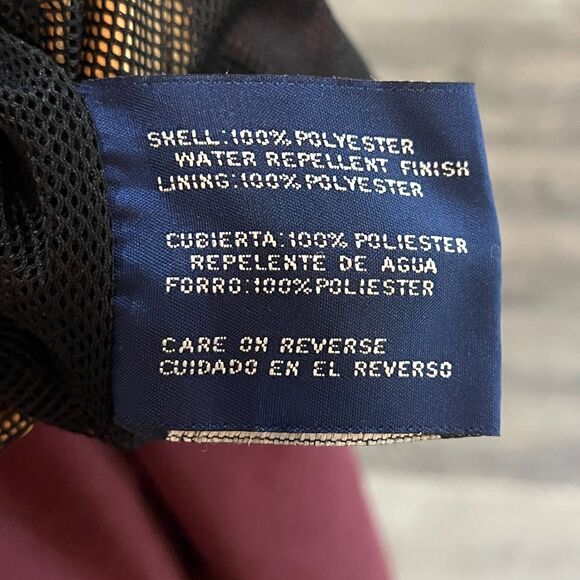 SHELL:100% POLYESTER
WATER REPELLENT FINISH
LINING:100% POLYESTER
CUBIERTA:100% POLIESTER
REPELENTE DE AGUA
FORRO:100% POLIESTER
CARE ON REVERSE
CUIDADO EN EL REVERSO